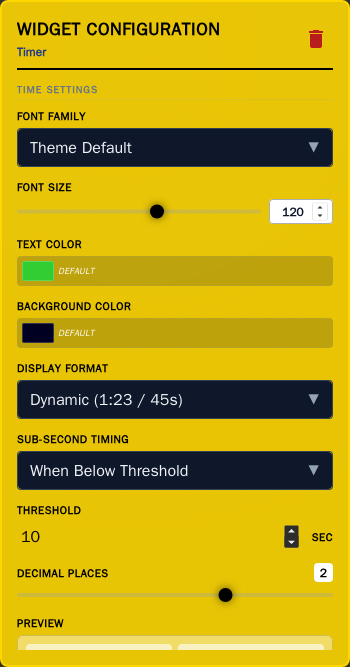 WIDGET CONFIGURATION
Timer
TIME SETTINGS
FONT FAMILY
Theme Default
FONT SIZE
120
TEXT COLOR
DEFAULT
BACKGROUND COLOR
DEFAULT
DISPLAY FORMAT
Dynamic (1:23 / 45s)
SUB-SECOND TIMING
When Below Threshold
THRESHOLD
10 SEC
DECIMAL PLACES 2
PREVIEW